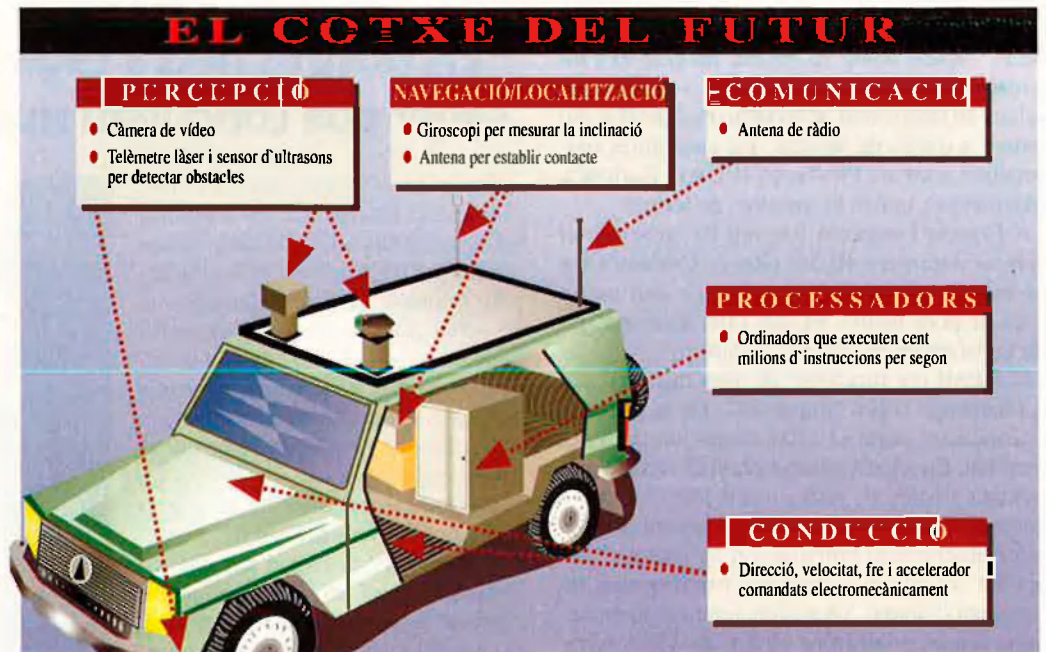 EL COTXE DEL FUTUR
PERCEPCIÓ
• Càmera de vídeo
• Telèmetre làser i sensor d'ultrasons
per detectar obstacles
NAVEGACIÓ/LOCALITZACIÓ
• Giroscopi per mesurar la inclinació
• Antena per establir contacte
COMUNICACIÓ
• Antena de ràdio
PROCESSADORS
• Ordinadors que executen cent
milions d'instruccions per segon
CONDUCCIÓ
• Direcció, velocitat, fre i accelerador
comandats electromecànicament